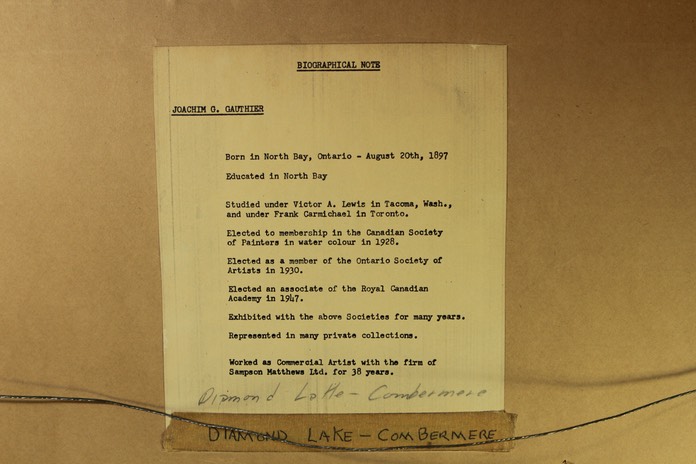 BIOGRAPHICAL NOTE
JOACHIM G. GAUTHIER
Born in North Bay, Ontario - August 20th, 1897
Educated in North Bay
Studied under Victor A. Lewis in Tacoma, Wash.,
and under Frank Carmichael in Toronto.
Elected to membership in the Canadian Society
of Painters in water colour in 1928.
Elected as a member of the Ontario Society of
Artists in 1930.
Elected an associate of the Royal Canadian
Academy in 1947.
Exhibited with the above Societies for many years.
Represented in many private collections.
Worked as Commercial Artist with the firm of
Sampson Matthews Ltd. for 38 years.
Diamond Lake - Combermere
DIAMOND LAKE - COMBERMERE